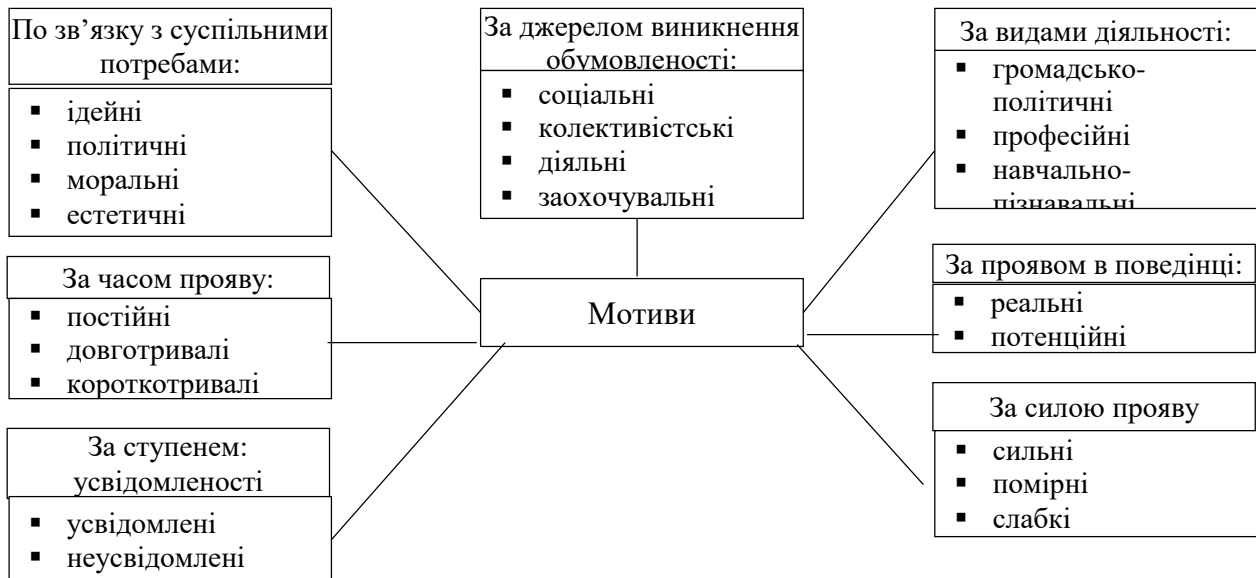 По зв’язку з суспільними
потребами:
▪ ідейні
▪ політичні
▪ моральні
▪ естетичні
За джерелом виникнення
обумовленості:
▪ соціальні
▪ колективістські
▪ діяльні
▪ заохочувальні
За видами діяльності:
▪ громадсько-
політичні
▪ професійні
▪ навчально-
пізнавальні
За часом прояву:
▪ постійні
▪ довготривалі
▪ короткотривалі
Мотиви
За проявом в поведінці:
▪ реальні
▪ потенційні
За ступенем:
усвідомленості
▪ усвідомлені
▪ неусвідомлені
За силою прояву
▪ сильні
▪ помірні
▪ слабкі